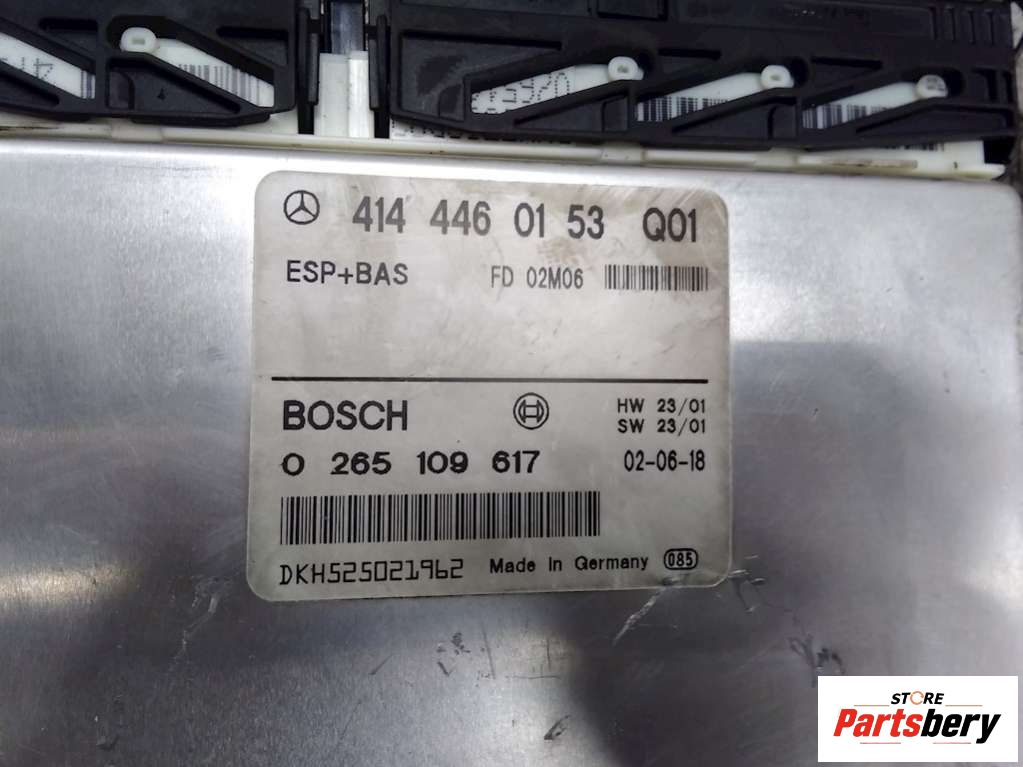 414 446 01 53 Q01
ESP+BAS FD 02M06
BOSCH HW 23/01
SW 23/01
0 265 109 617 02-06-18
DKH525021962 Made In Germany 085
STORE
Partsbery